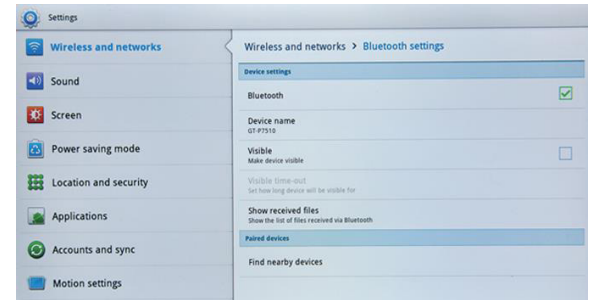 Settings
Wireless and networks
Sound
Screen
Power saving mode
Location and security
Applications
Accounts and sync
Motion settings
Wireless and networks > Bluetooth settings
Device settings
Bluetooth
Device name
GT-P7510
Visible
Make device visible
Visible time-out
Set how long device will be visible for
Show received files
Show the list of files received via Bluetooth
Paired devices
Find nearby devices